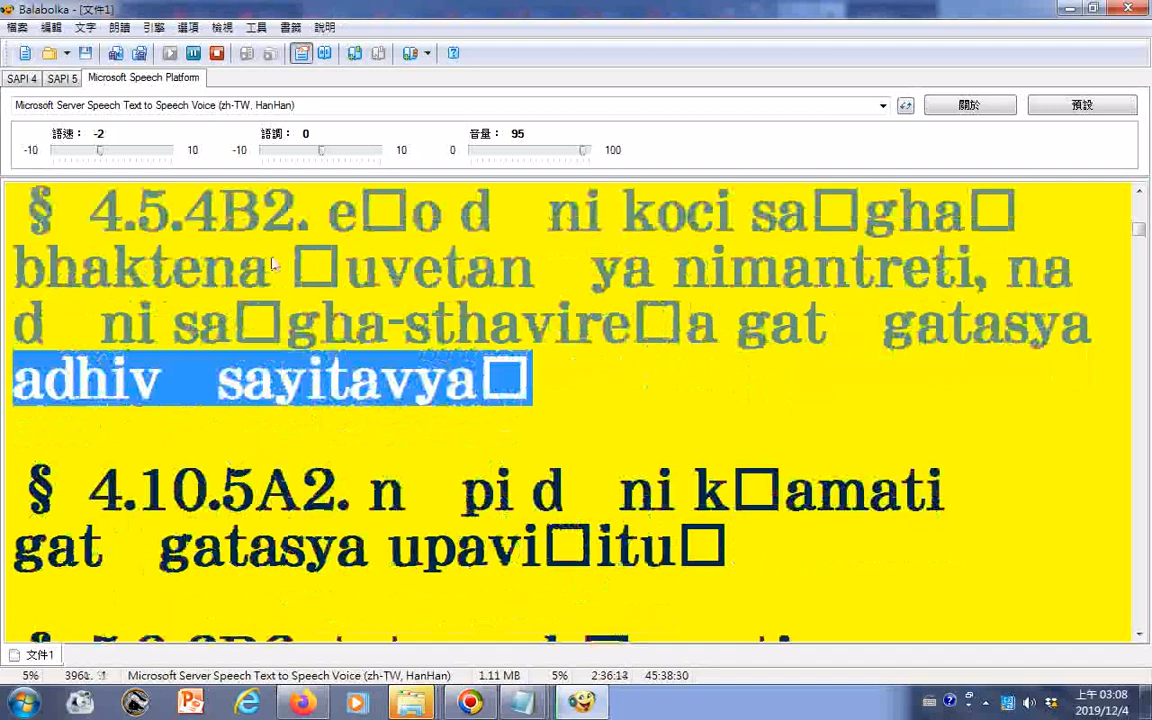 Balabolka - [文件1]
檔案 編輯 文字 朗讀 引擎 選項 檢視 工具 書籤 說明
SAPI 4 SAPI 5 Microsoft Speech Platform
Microsoft Server Speech Text to Speech Voice (zh-TW, HanHan) 關於 預設
語速： -2 語調： 0 音量： 95
-10 10 -10 10 0 100
§ 4.5.4B2. e□o d ni koci sa□gha□
bhaktena □uvetan ya nimantreti, na
d ni sa□gha-sthavire□a gat gatasya
adhiv sayitavya□
§ 4.10.5A2. n pi d ni k□amati
gat gatasya upavi□itu□
文件1
5% Microsoft Server Speech Text to Speech Voice (zh-TW, HanHan) 1.11 MB 5% 2:36:13 45:38:30
上午 03:08
2019/12/4